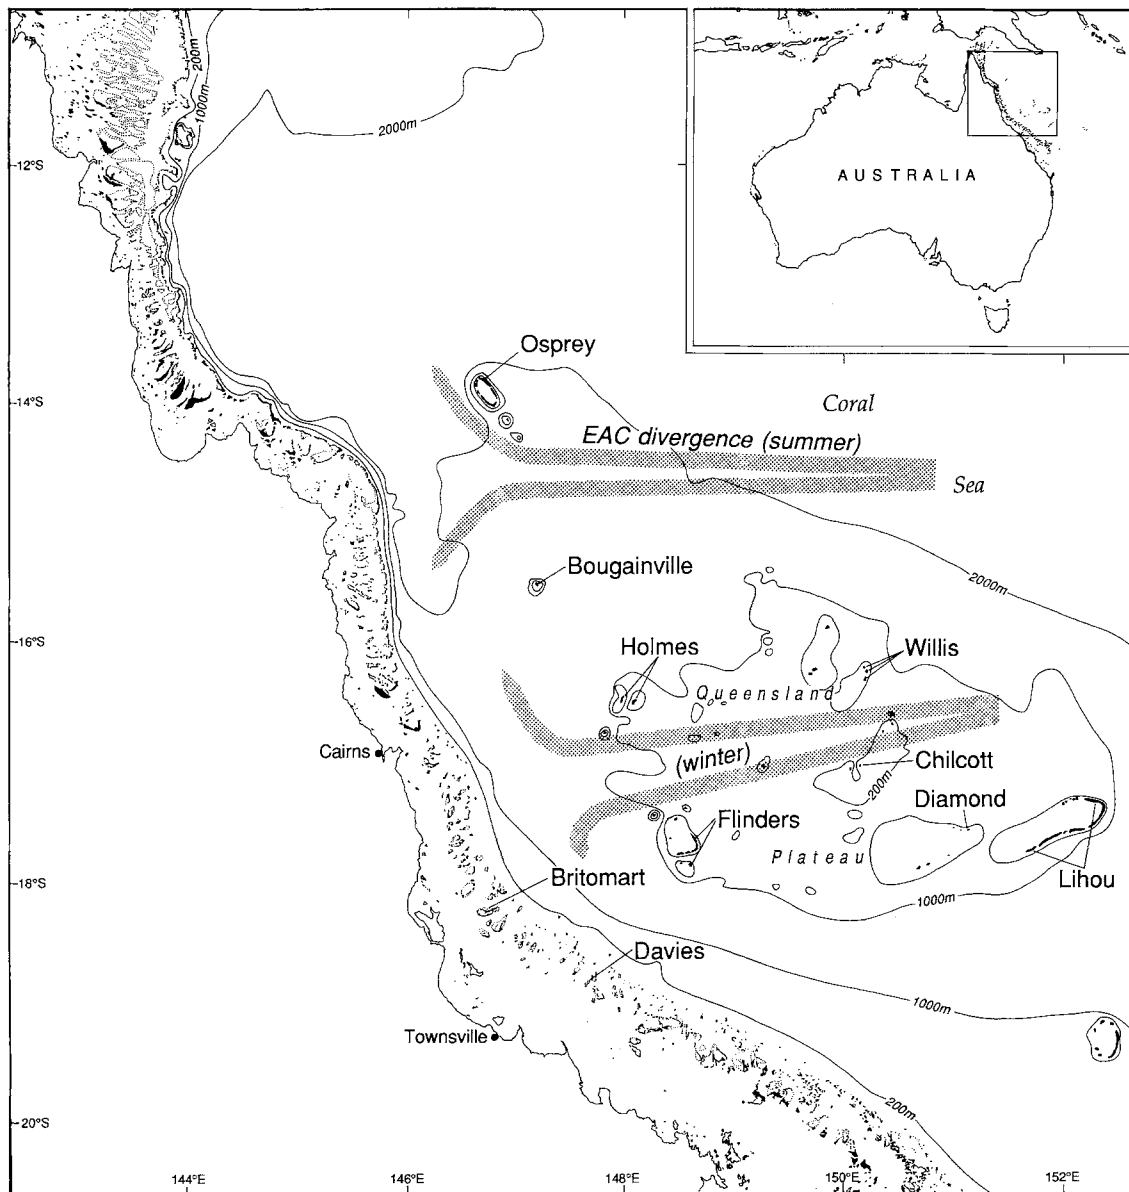 200m
1000m
2000m
AUSTRALIA
12°S
Osprey
14°S
Coral
EAC divergence (summer)
Sea
Bougainville
2000m
16°S
Holmes
Willis
Queensland
Cairns
(winter)
Chilcott
200m
Diamond
Flinders
Plateau
Britomart
18°S
1000m
Lihou
Davies
1000m
Townsville
200m
20°S
144°E
146°E
148°E
150°E
152°E